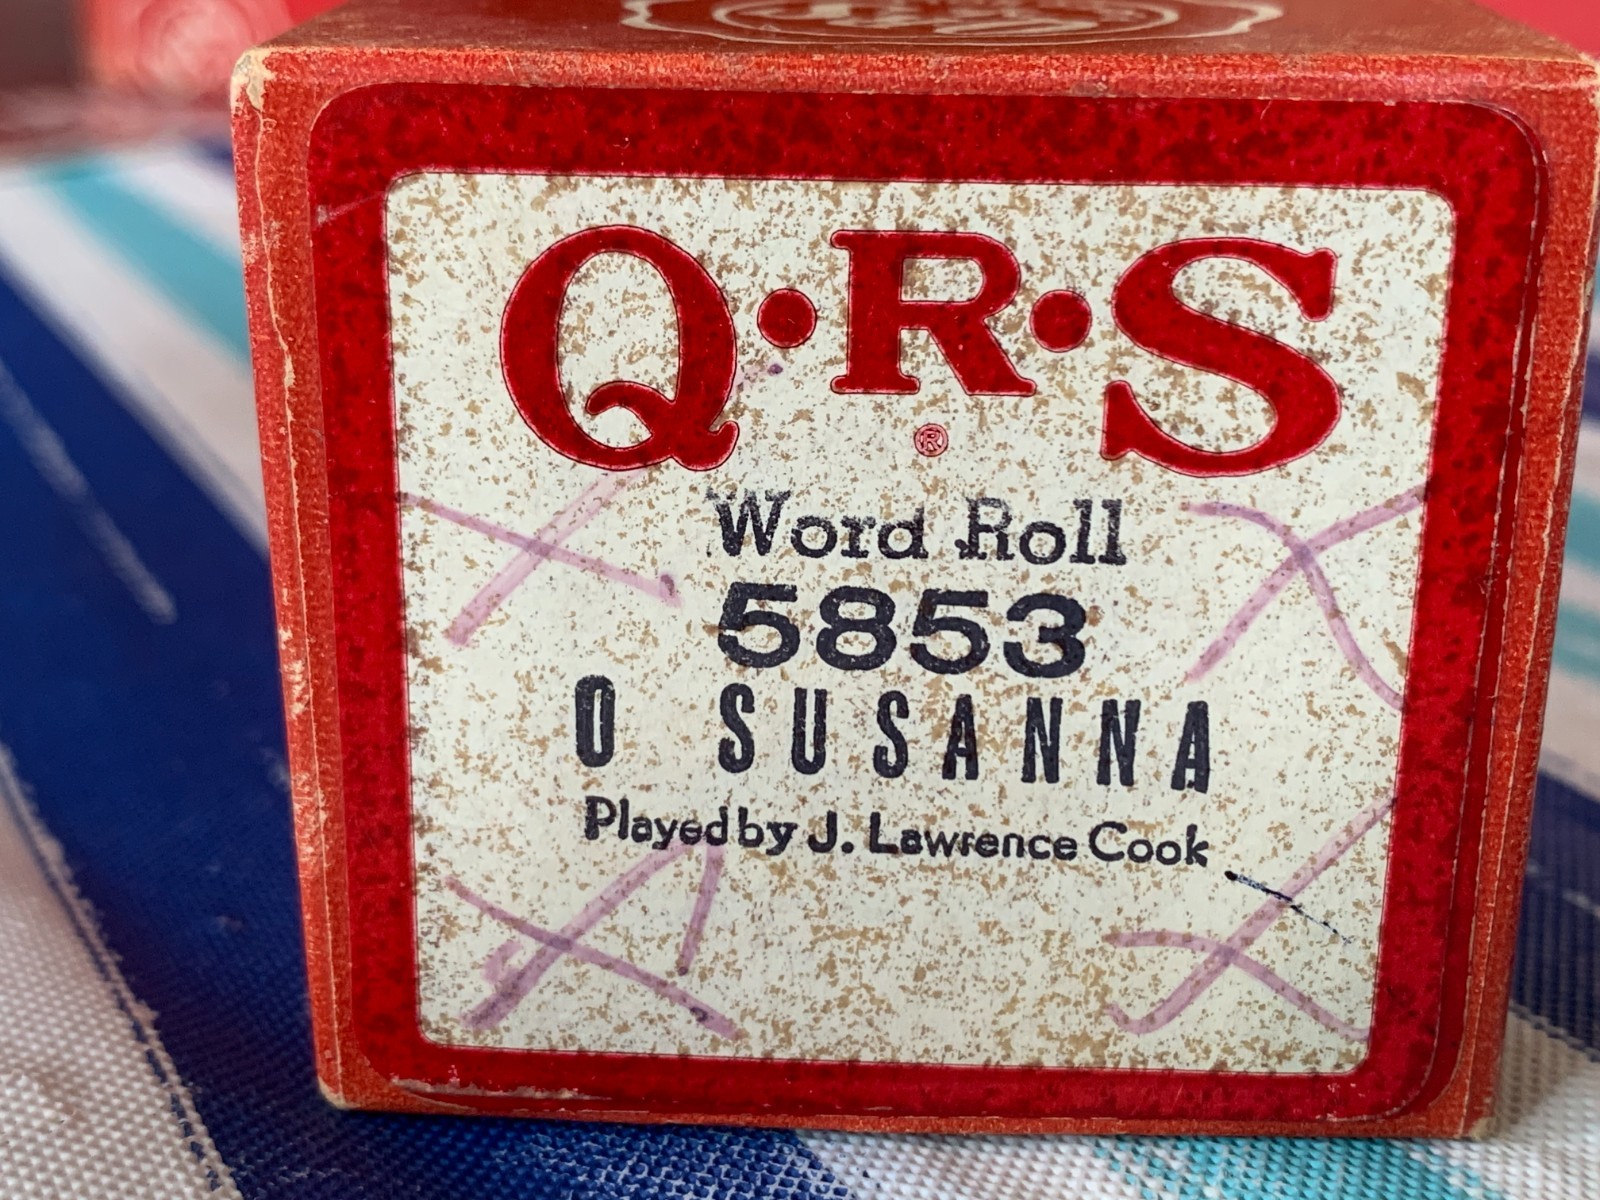 Q·R·S
®
Word Roll
5853
O SUSANNA
Played by J. Lawrence Cook